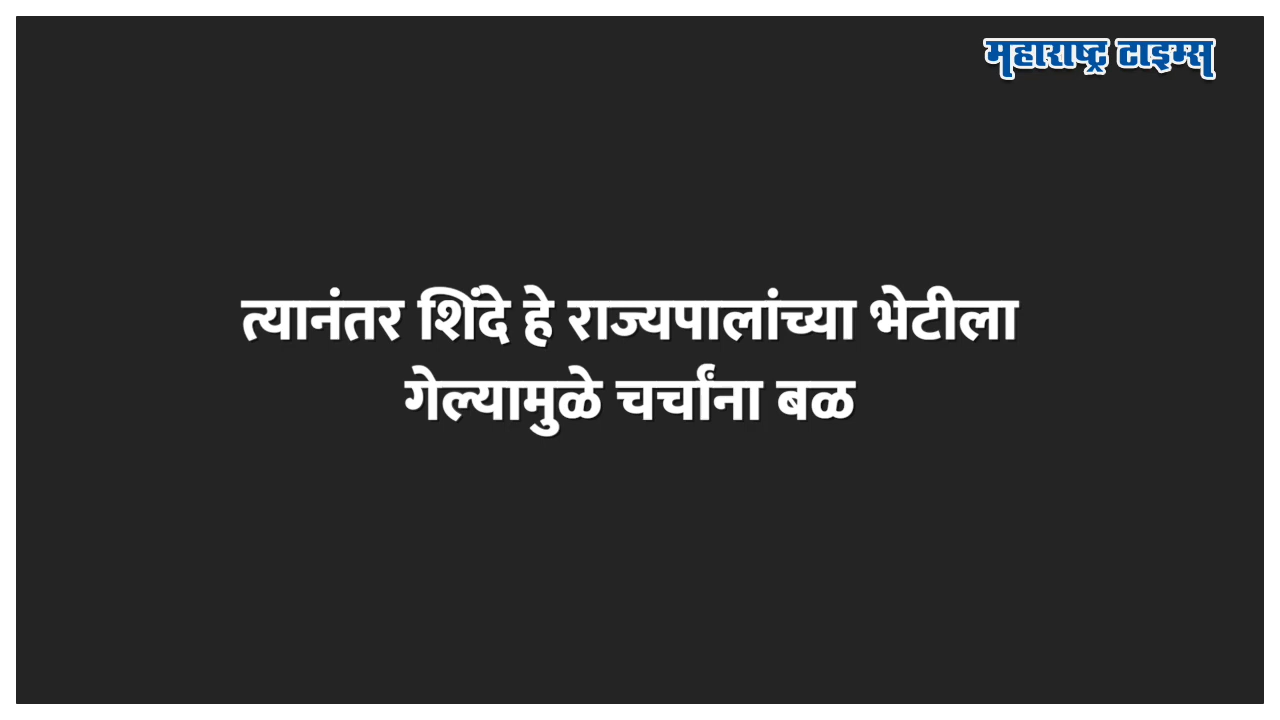 महाराष्ट्र टाइम्स
त्यानंतर शिंदे हे राज्यपालांच्या भेटीला
गेल्यामुळे चर्चांना बळ